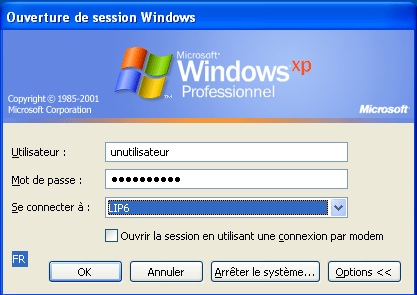 Ouverture de session Windows
Microsoft®
Windows xp
Professionnel
Copyright © 1985-2001
Microsoft Corporation
Microsoft
Utilisateur :
unutilisateur
Mot de passe :
●●●●●●●●●●
Se connecter à :
LIP6
Ouvrir la session en utilisant une connexion par modem
FR
OK
Annuler
Arrêter le système...
Options <<